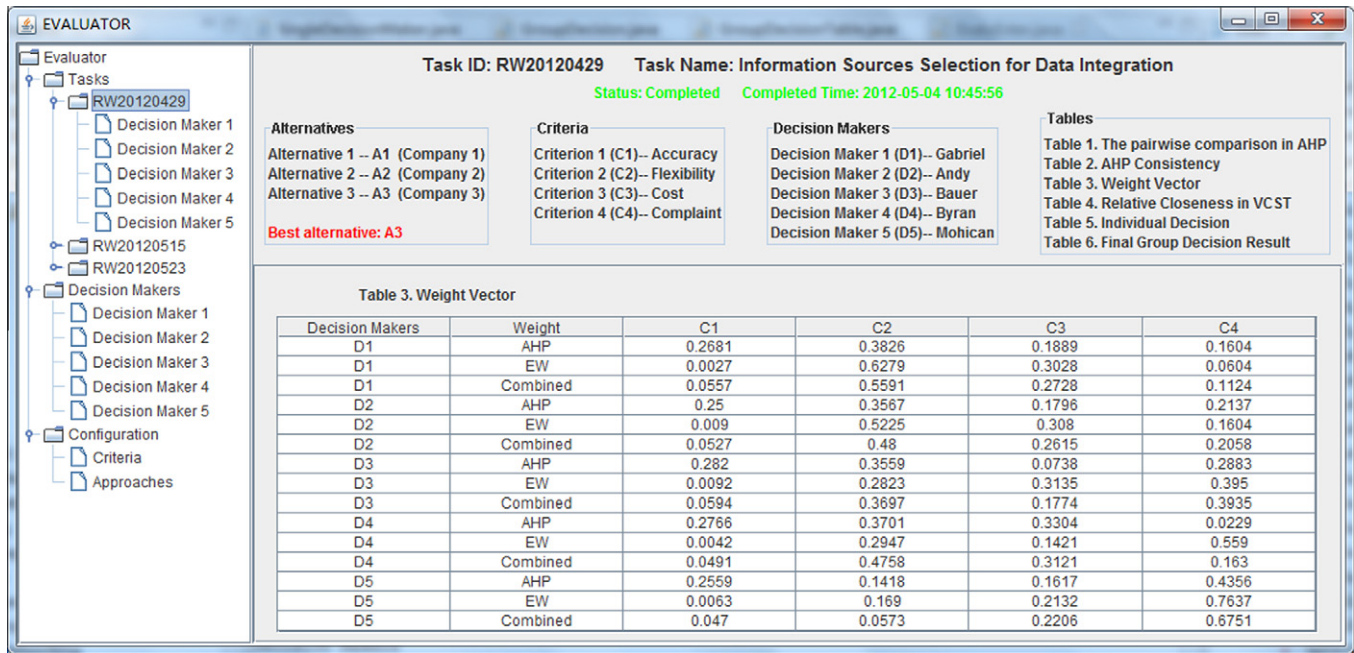 EVALUATOR
Evaluator
Tasks
RW20120429
Decision Maker 1
Decision Maker 2
Decision Maker 3
Decision Maker 4
Decision Maker 5
RW20120515
RW20120523
Decision Makers
Decision Maker 1
Decision Maker 2
Decision Maker 3
Decision Maker 4
Decision Maker 5
Configuration
Criteria
Approaches
Task ID: RW20120429 Task Name: Information Sources Selection for Data Integration
Status: Completed Completed Time: 2012-05-04 10:45:56
Alternatives
Alternative 1 -- A1 (Company 1)
Alternative 2 -- A2 (Company 2)
Alternative 3 -- A3 (Company 3)
Best alternative: A3
Criteria
Criterion 1 (C1)-- Accuracy
Criterion 2 (C2)-- Flexibility
Criterion 3 (C3)-- Cost
Criterion 4 (C4)-- Complaint
Decision Makers
Decision Maker 1 (D1)-- Gabriel
Decision Maker 2 (D2)-- Andy
Decision Maker 3 (D3)-- Bauer
Decision Maker 4 (D4)-- Byran
Decision Maker 5 (D5)-- Mohican
Tables
Table 1. The pairwise comparison in AHP
Table 2. AHP Consistency
Table 3. Weight Vector
Table 4. Relative Closeness in VCST
Table 5. Individual Decision
Table 6. Final Group Decision Result
Table 3. Weight Vector
Decision Makers Weight C1 C2 C3 C4
D1 AHP 0.2681 0.3826 0.1889 0.1604
D1 EW 0.0027 0.6279 0.3028 0.0604
D1 Combined 0.0557 0.5591 0.2728 0.1124
D2 AHP 0.25 0.3567 0.1796 0.2137
D2 EW 0.009 0.5225 0.308 0.1604
D2 Combined 0.0527 0.48 0.2615 0.2058
D3 AHP 0.282 0.3559 0.0738 0.2883
D3 EW 0.0092 0.2823 0.3135 0.395
D3 Combined 0.0594 0.3697 0.1774 0.3935
D4 AHP 0.2766 0.3701 0.3304 0.0229
D4 EW 0.0042 0.2947 0.1421 0.559
D4 Combined 0.0491 0.4758 0.3121 0.163
D5 AHP 0.2559 0.1418 0.1617 0.4356
D5 EW 0.0063 0.169 0.2132 0.7637
D5 Combined 0.047 0.0573 0.2206 0.6751